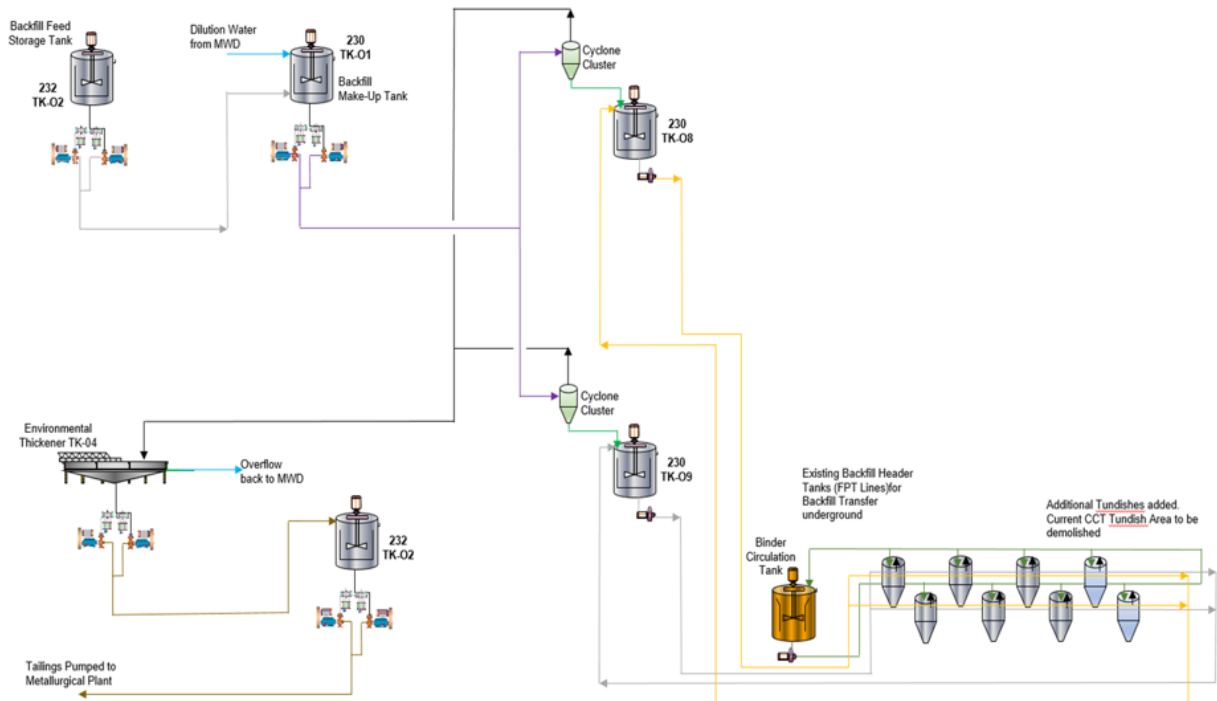 Backfill Feed
Storage Tank
232
TK-O2
Dilution Water
from MWD
230
TK-O1
Backfill
Make-Up Tank
Cyclone
Cluster
230
TK-O8
Cyclone
Cluster
230
TK-O9
Environmental
Thickener TK-04
Overflow
back to MWD
232
TK-O2
Tailings Pumped to
Metallurgical Plant
Existing Backfill Header
Tanks (FPT Lines)for
Backfill Transfer
underground
Binder
Circulation
Tank
Additional Tundishes added.
Current CCT Tundish Area to be
demolished